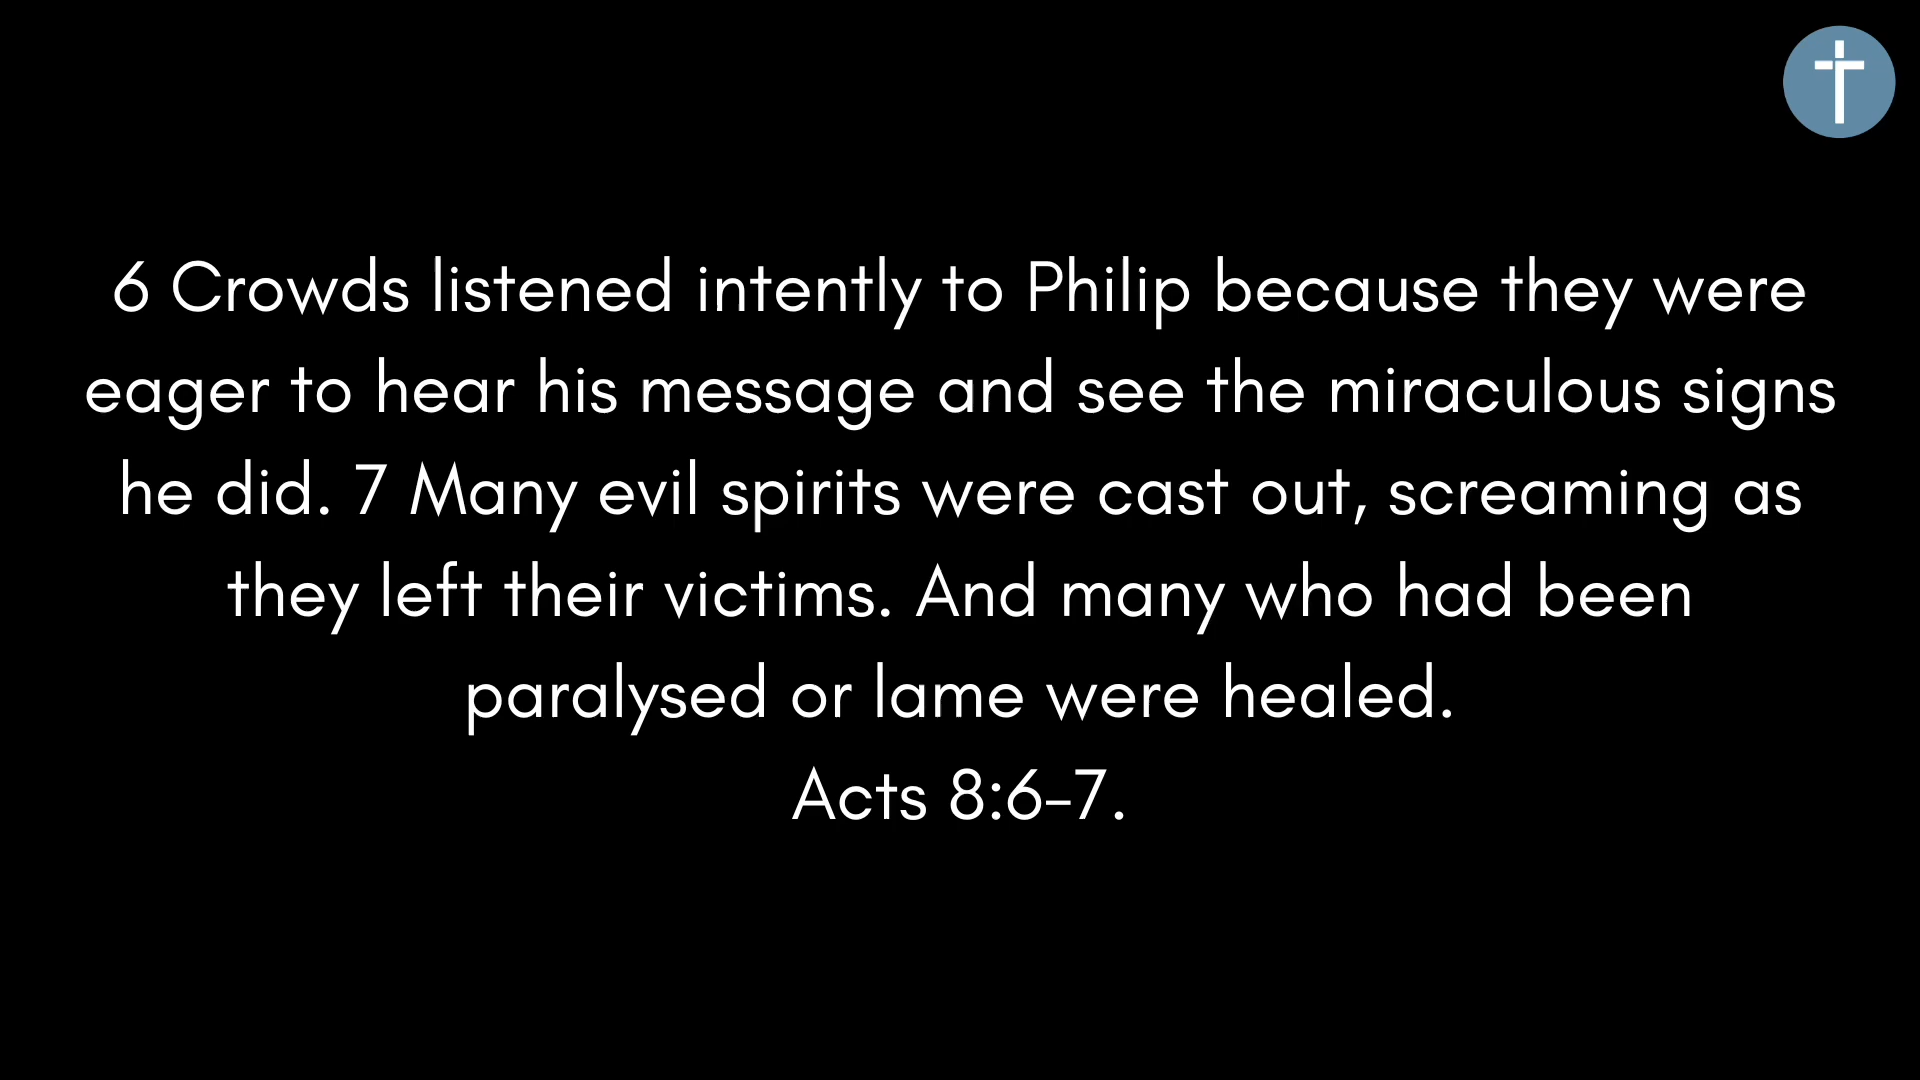 6 Crowds listened intently to Philip because they were
eager to hear his message and see the miraculous signs
he did. 7 Many evil spirits were cast out, screaming as
they left their victims. And many who had been
paralysed or lame were healed.
Acts 8:6-7.